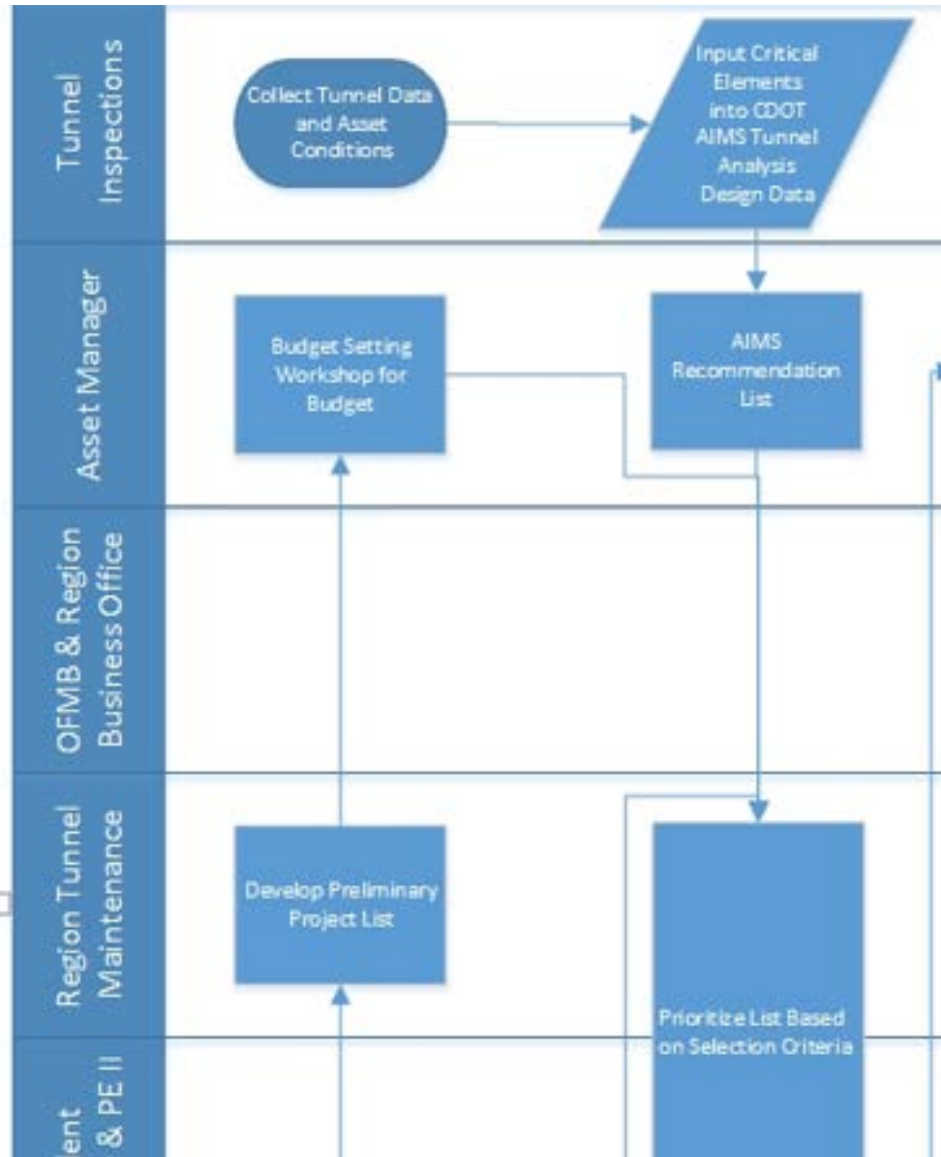 Tunnel
Inspections
Collect Tunnel Data
and Asset
Conditions
Input Critical
Elements
into CDOT
AIMS Tunnel
Analysis
Design Data
Asset Manager
Budget Setting
Workshop for
Budget
AIMS
Recommendation
List
OFMB & Region
Business Office
Region Tunnel
Maintenance
Develop Preliminary
Project List
Prioritize List Based
on Selection Criteria
ent
& PE II